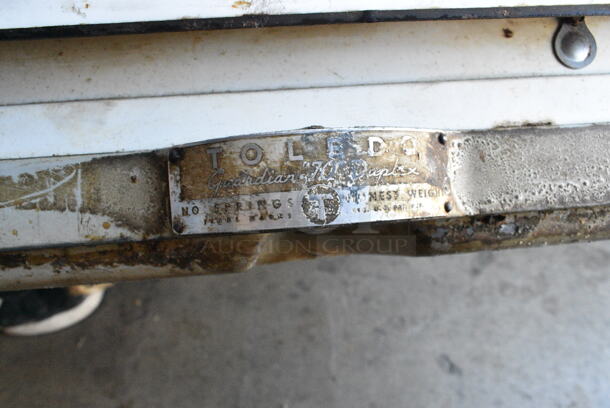 TOLEDO
Guardian "70" Duplex
NO SPRINGS HONEST WEIGHT
AUCTION GROUP